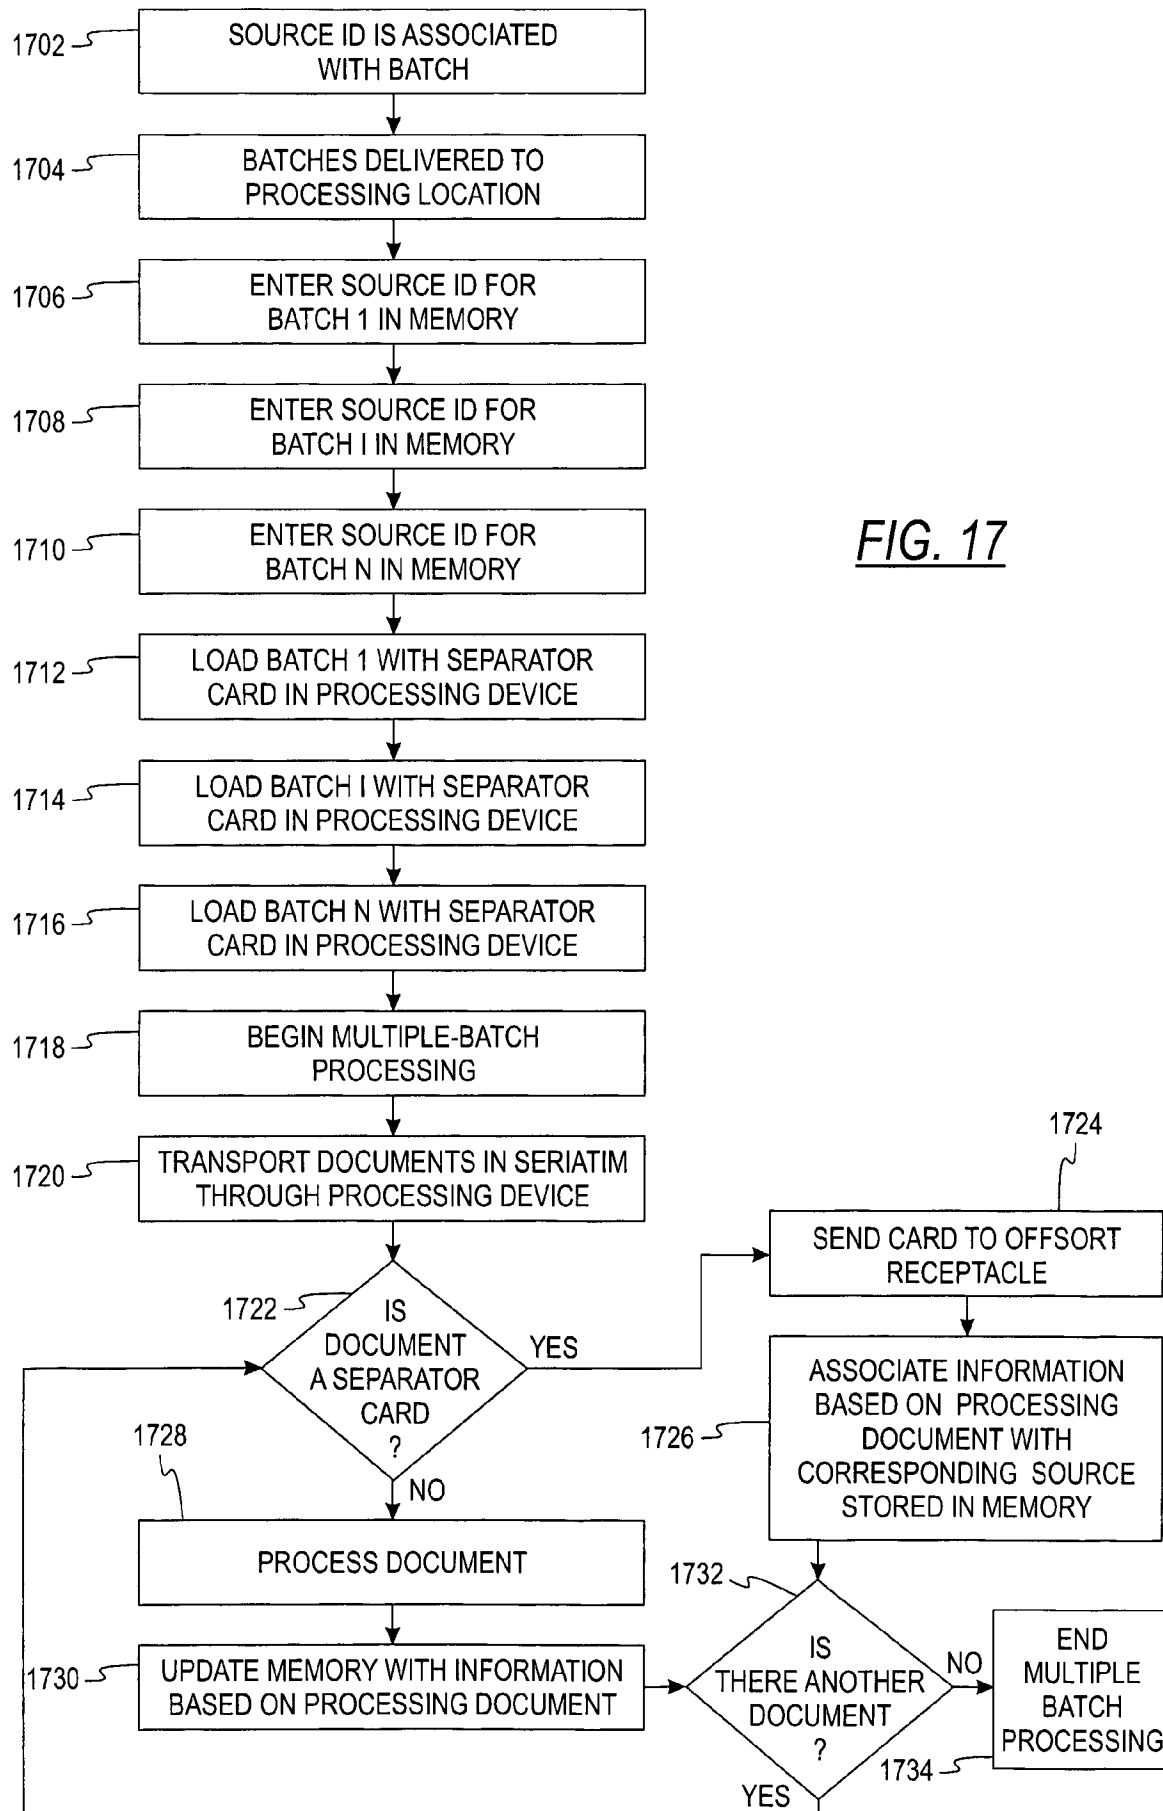 1702
SOURCE ID IS ASSOCIATED
WITH BATCH
1704
BATCHES DELIVERED TO
PROCESSING LOCATION
1706
ENTER SOURCE ID FOR
BATCH 1 IN MEMORY
1708
ENTER SOURCE ID FOR
BATCH I IN MEMORY
1710
ENTER SOURCE ID FOR
BATCH N IN MEMORY
FIG. 17
1712
LOAD BATCH 1 WITH SEPARATOR
CARD IN PROCESSING DEVICE
1714
LOAD BATCH I WITH SEPARATOR
CARD IN PROCESSING DEVICE
1716
LOAD BATCH N WITH SEPARATOR
CARD IN PROCESSING DEVICE
1718
BEGIN MULTIPLE-BATCH
PROCESSING
1720
TRANSPORT DOCUMENTS IN SERIATIM
THROUGH PROCESSING DEVICE
1722
IS
DOCUMENT
A SEPARATOR
CARD
?
YES
NO
1724
SEND CARD TO OFFSORT
RECEPTACLE
1726
ASSOCIATE INFORMATION
BASED ON PROCESSING
DOCUMENT WITH
CORRESPONDING SOURCE
STORED IN MEMORY
1728
PROCESS DOCUMENT
1730
UPDATE MEMORY WITH INFORMATION
BASED ON PROCESSING DOCUMENT
1732
IS
THERE ANOTHER
DOCUMENT
?
NO
YES
END
MULTIPLE
BATCH
PROCESSING
1734